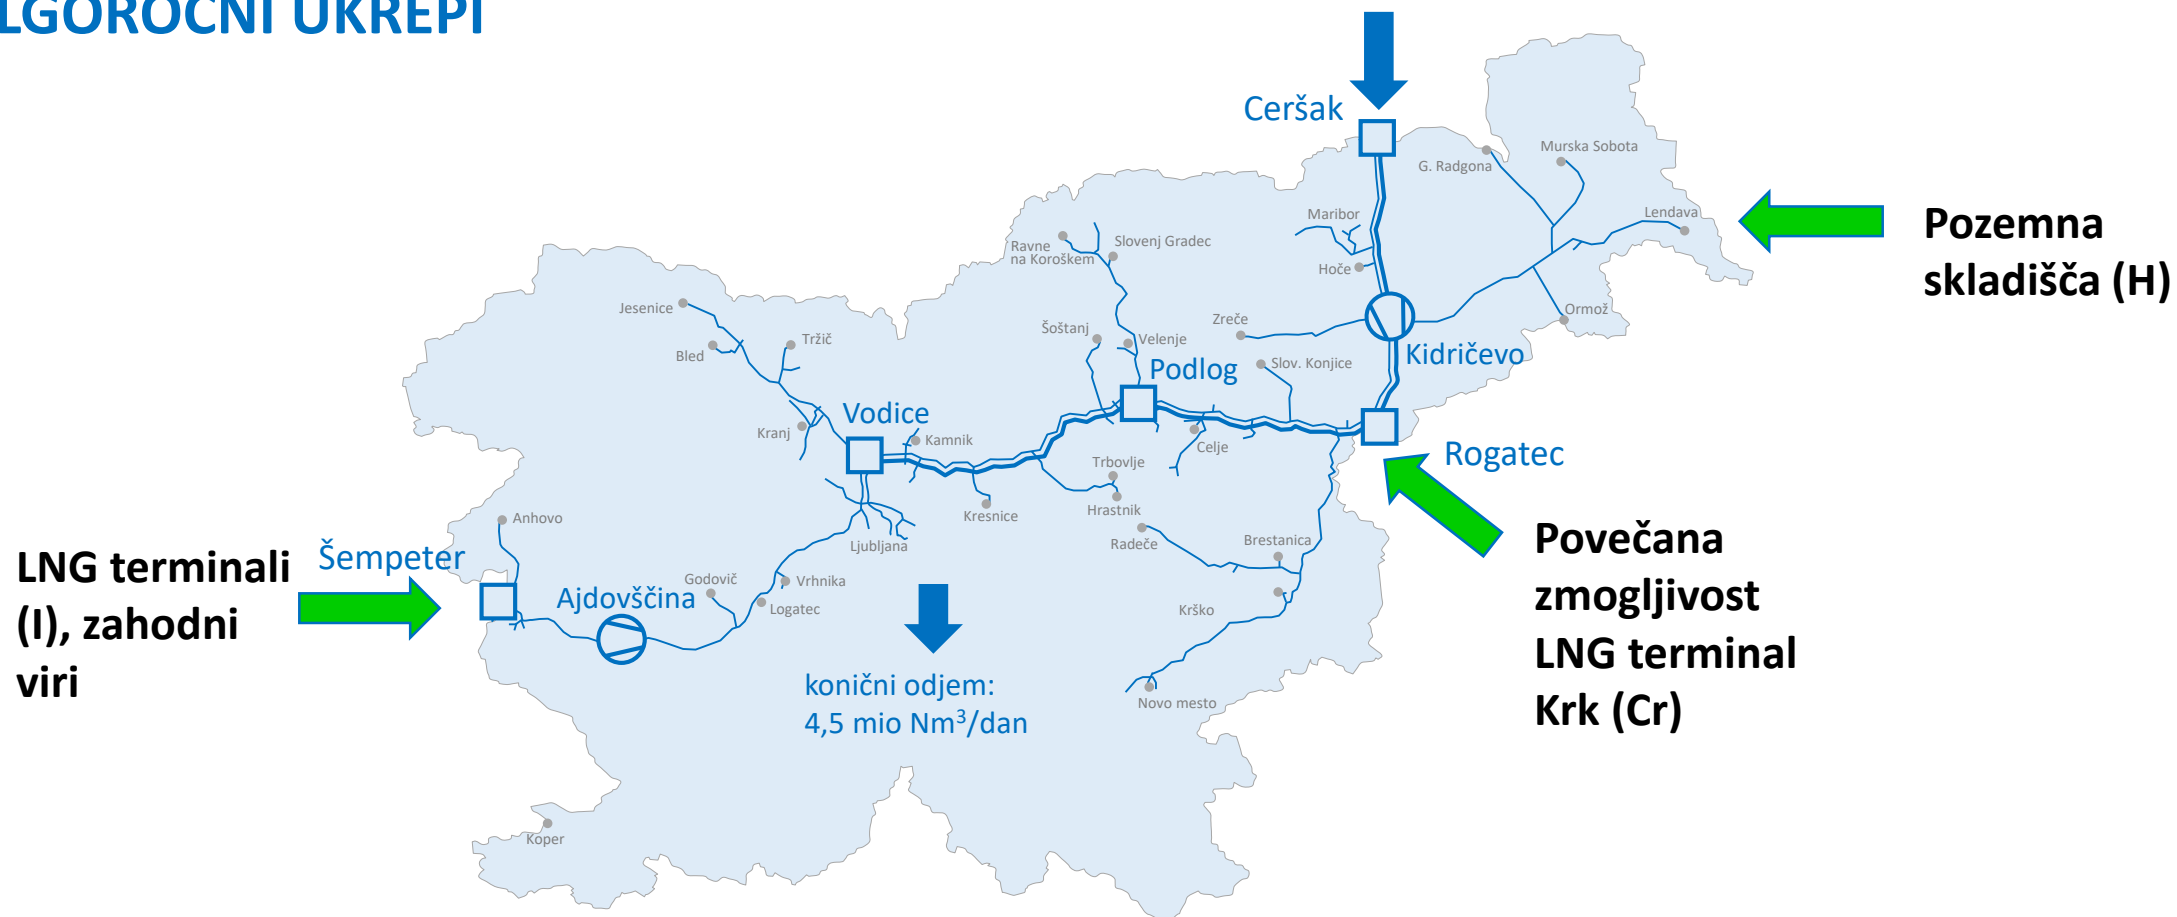 LGOROČNI UKREPI
Ceršak
G. Radgona
Murska Sobota
Lendava
Pozemna
skladišča (H)
Maribor
Hoče
Ravne
na Koroškem
Slovenj Gradec
Jesenice
Bled
Tržič
Šoštanj
Velenje
Zreče
Ormož
Kidričevo
Podlog
Slov. Konjice
Vodice
Kranj
Kamnik
Celje
Rogatec
Trbovlje
Hrastnik
Kresnice
Radeče
Brestanica
Krško
Anhovo
Ljubljana
LNG terminali
(I), zahodni
viri
Šempeter
Ajdovščina
Godovič
Vrhnika
Logatec
Povečana
zmogljivost
LNG terminal
Krk (Cr)
konični odjem:
4,5 mio Nm³/dan
Novo mesto
Koper